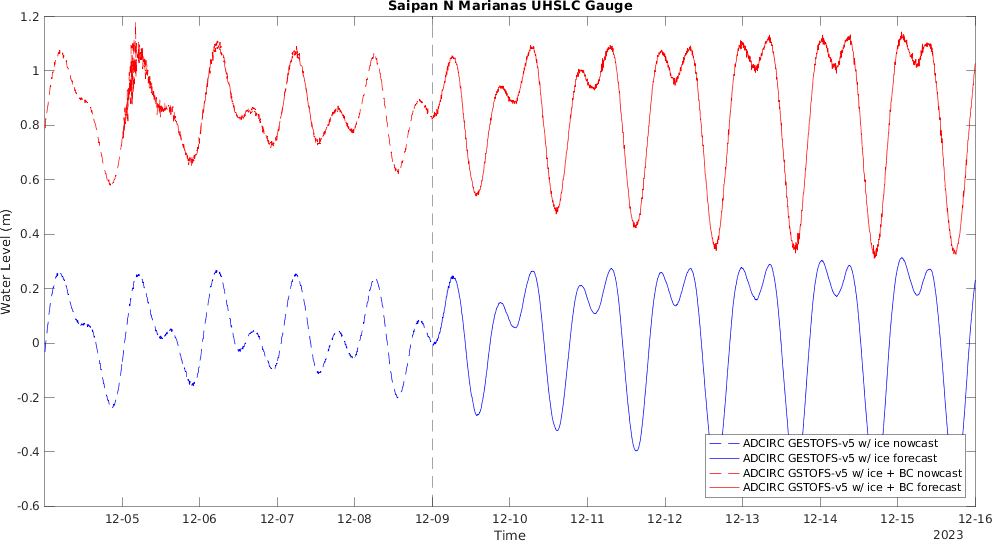 Saipan N Marianas UHSLC Gauge
Water Level (m)
1.2
1
0.8
0.6
0.4
0.2
0
-0.2
-0.4
-0.6
ADCIRC GESTOFS-v5 w/ ice nowcast
ADCIRC GESTOFS-v5 w/ ice forecast
ADCIRC GSTOFS-v5 w/ ice + BC nowcast
ADCIRC GSTOFS-v5 w/ ice + BC forecast
12-05 12-06 12-07 12-08 12-09 12-10 12-11 12-12 12-13 12-14 12-15 12-16
Time
2023